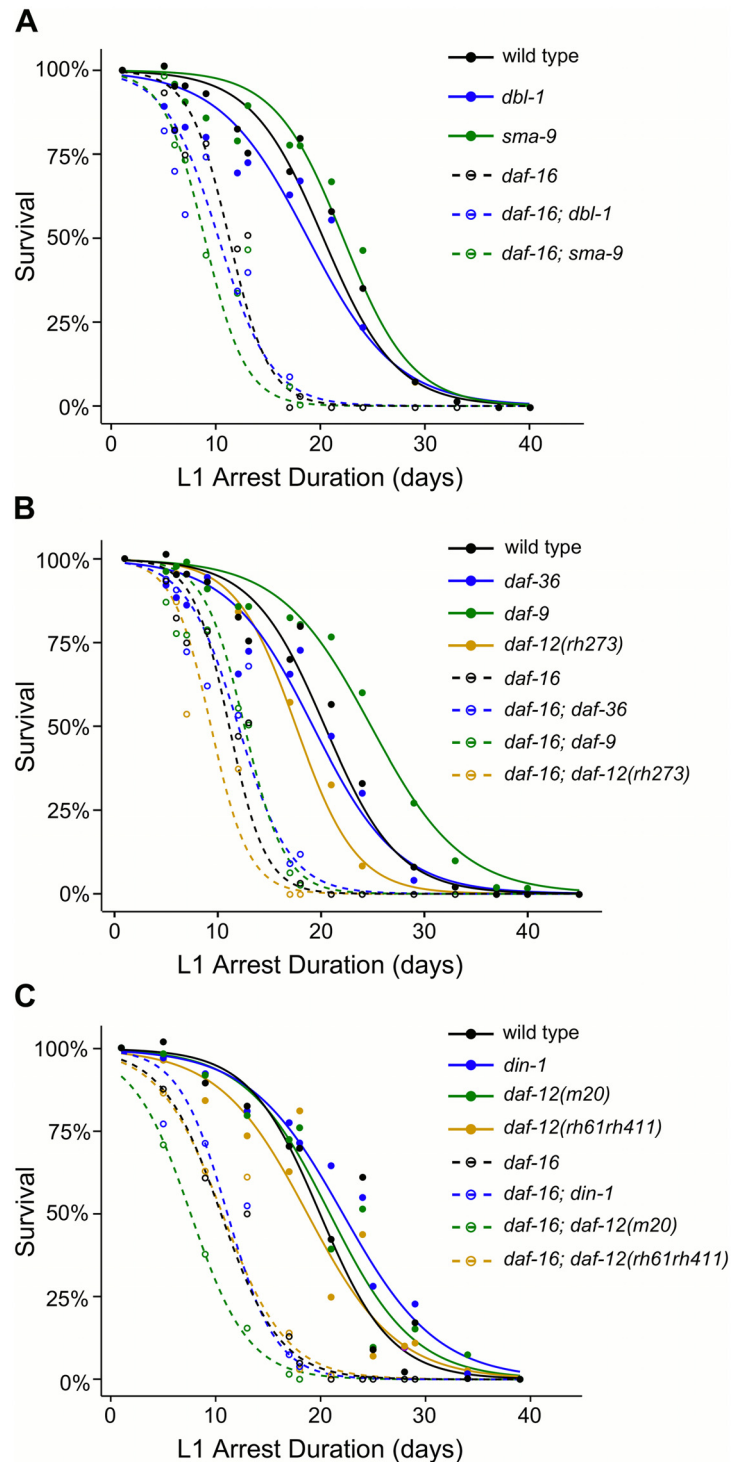 A
100%
75%
50%
25%
0%
Survival
0 10 20 30 40
L1 Arrest Duration (days)
wild type
dbl-1
sma-9
daf-16
daf-16; dbl-1
daf-16; sma-9
B
100%
75%
50%
25%
0%
Survival
0 10 20 30 40
L1 Arrest Duration (days)
wild type
daf-36
daf-9
daf-12(rh273)
daf-16
daf-16; daf-36
daf-16; daf-9
daf-16; daf-12(rh273)
C
100%
75%
50%
25%
0%
Survival
0 10 20 30 40
L1 Arrest Duration (days)
wild type
din-1
daf-12(m20)
daf-12(rh61rh411)
daf-16
daf-16; din-1
daf-16; daf-12(m20)
daf-16; daf-12(rh61rh411)